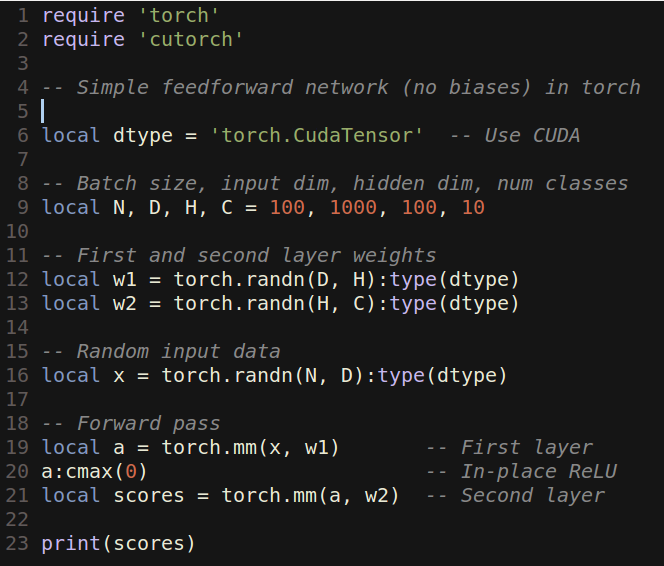 1 require 'torch'
2 require 'cutorch'
3
4 -- Simple feedforward network (no biases) in torch
5
6 local dtype = 'torch.CudaTensor'  -- Use CUDA
7
8 -- Batch size, input dim, hidden dim, num classes
9 local N, D, H, C = 100, 1000, 100, 10
10
11 -- First and second layer weights
12 local w1 = torch.randn(D, H):type(dtype)
13 local w2 = torch.randn(H, C):type(dtype)
14
15 -- Random input data
16 local x = torch.randn(N, D):type(dtype)
17
18 -- Forward pass
19 local a = torch.mm(x, w1)       -- First layer
20 a:cmax(0)                       -- In-place ReLU
21 local scores = torch.mm(a, w2)  -- Second layer
22
23 print(scores)